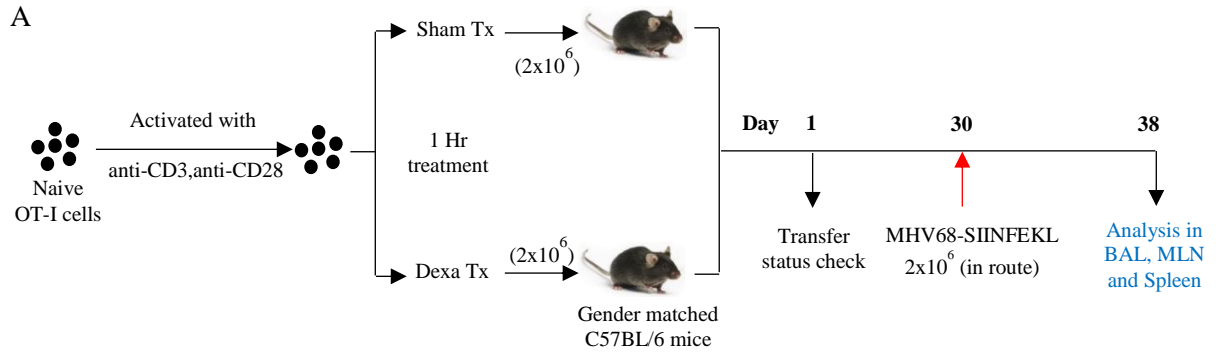 A
Naive
OT-I cells
Activated with
anti-CD3,anti-CD28
Sham Tx
(2x10^6)
1 Hr
treatment
Dexa Tx
(2x10^6)
Gender matched
C57BL/6 mice
Day 1 30 38
Transfer
status check
MHV68-SIINFEKL
2x10^6 (in route)
Analysis in
BAL, MLN
and Spleen